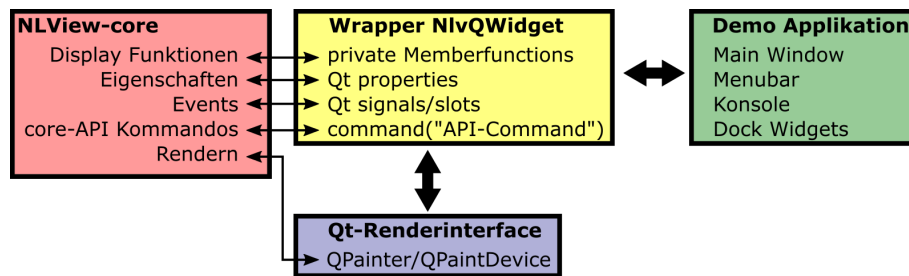 NLView-core
Display Funktionen
Eigenschaften
Events
core-API Kommandos
Rendern
Wrapper NlvQWidget
private Memberfunctions
Qt properties
Qt signals/slots
command("API-Command")
Demo Applikation
Main Window
Menubar
Konsole
Dock Widgets
Qt-Renderinterface
QPainter/QPaintDevice